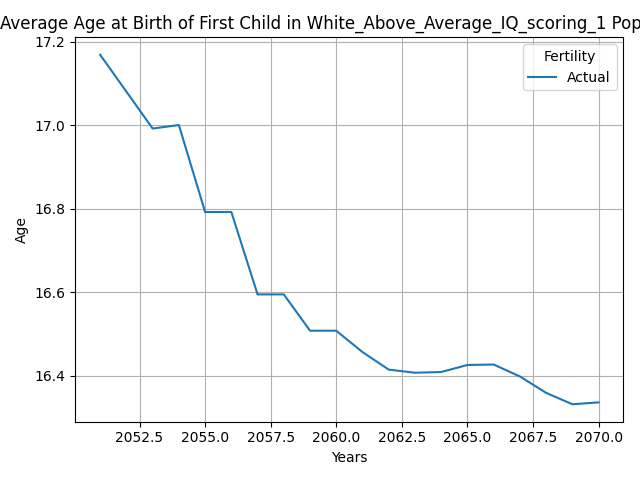 Average Age at Birth of First Child in White_Above_Average_IQ_scoring_1 Pop
17.2
17.0
16.8
16.6
16.4
Age
Fertility
Actual
2052.5 2055.0 2057.5 2060.0 2062.5 2065.0 2067.5 2070.0
Years